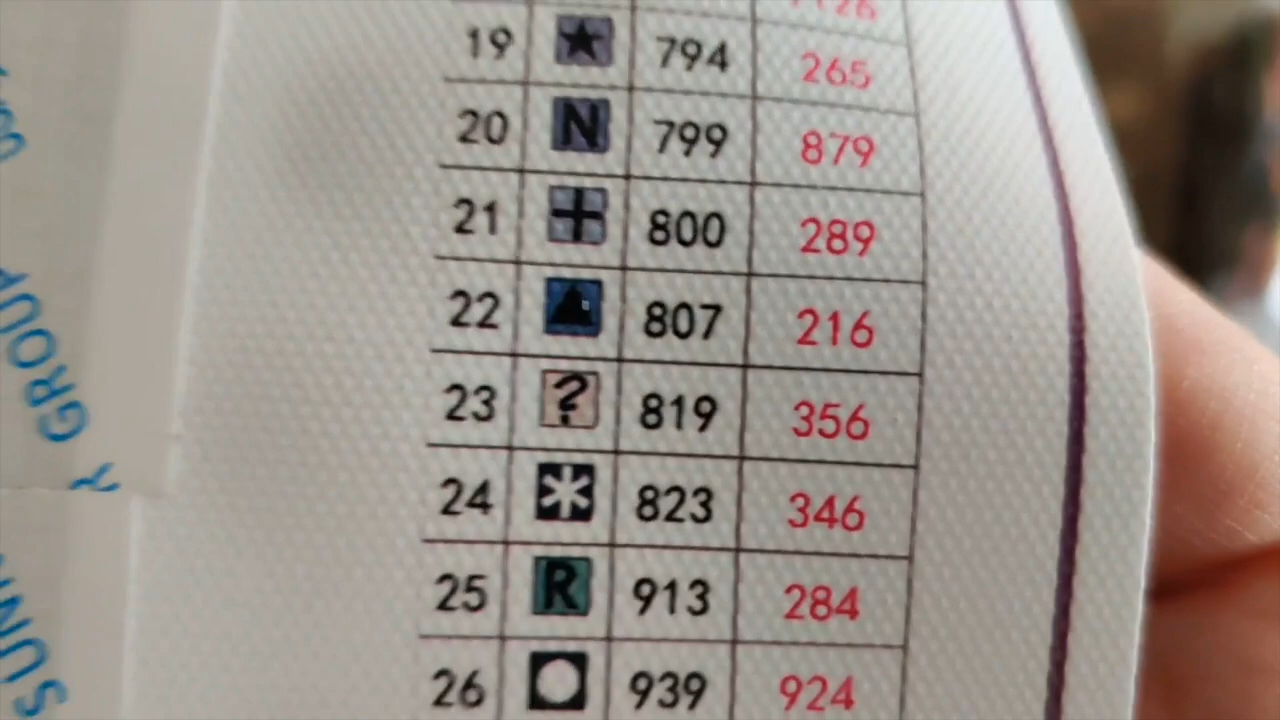 19 ★ 794 265
20 N 799 879
21 + 800 289
22 ▲ 807 216
23 ? 819 356
24 * 823 346
25 R 913 284
26 939 924
GROUP